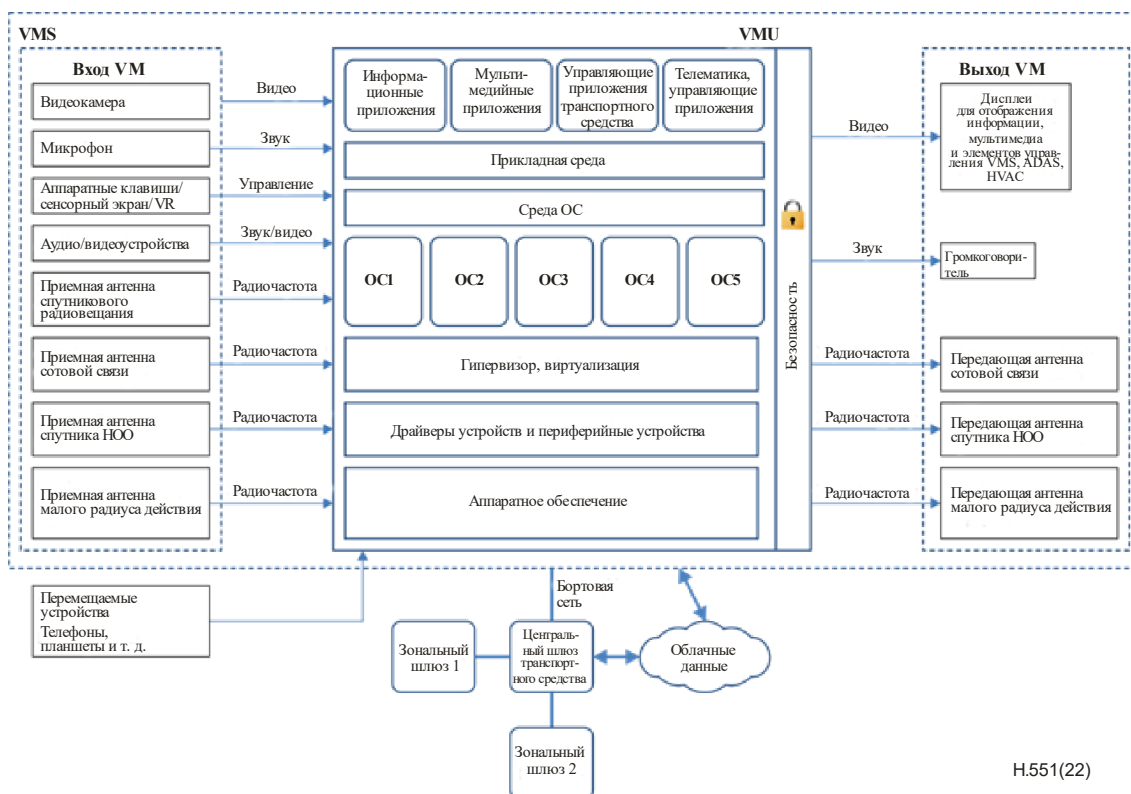 VMS
VMU
Вход VM
Видеокамера
Микрофон
Аппаратные клавиши/
сенсорный экран/ VR
Аудио/видеоустройства
Приемная антенна
спутникового
радиовещания
Приемная антенна
сотовой связи
Приемная антенна
спутника НОО
Приемная антенна
малого радиуса действия
Видео
Звук
Управление
Звук/видео
Радиочастота
Радиочастота
Радиочастота
Радиочастота
Информа-
ционные
приложения
Мульти-
медийные
приложения
Управляющие
приложения
транспортного
средства
Телематика,
управляющие
приложения
Прикладная среда
Среда ОС
ОС1
ОС2
ОС3
ОС4
ОС5
Гипервизор, виртуализация
Драйверы устройств и периферийные устройства
Аппаратное обеспечение
Безопасность
Видео
Звук
Радиочастота
Радиочастота
Радиочастота
Выход VM
Дисплеи
для отображения
информации,
мультимедиа
и элементов управ-
ления VMS, ADAS,
HVAC
Громкоговори-
тель
Передающая антенна
сотовой связи
Передающая антенна
спутника НОО
Передающая антенна
малого радиуса действия
Перемещаемые
устройства
Телефоны,
планшеты и т. д.
Бортовая
сеть
Зональный
шлюз 1
Централь-
ный шлюз
транспорт-
ного средства
Облачные
данные
Зональный
шлюз 2
H.551(22)